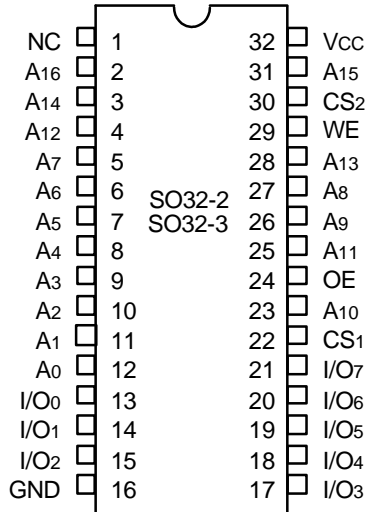 NC 1 32 VCC
A16 2 31 A15
A14 3 30 CS2
A12 4 29 WE
A7 5 28 A13
A6 6 27 A8
SO32-2
A5 7 26 A9
SO32-3
A4 8 25 A11
A3 9 24 OE
A2 10 23 A10
A1 11 22 CS1
A0 12 21 I/O7
I/O0 13 20 I/O6
I/O1 14 19 I/O5
I/O2 15 18 I/O4
GND 16 17 I/O3